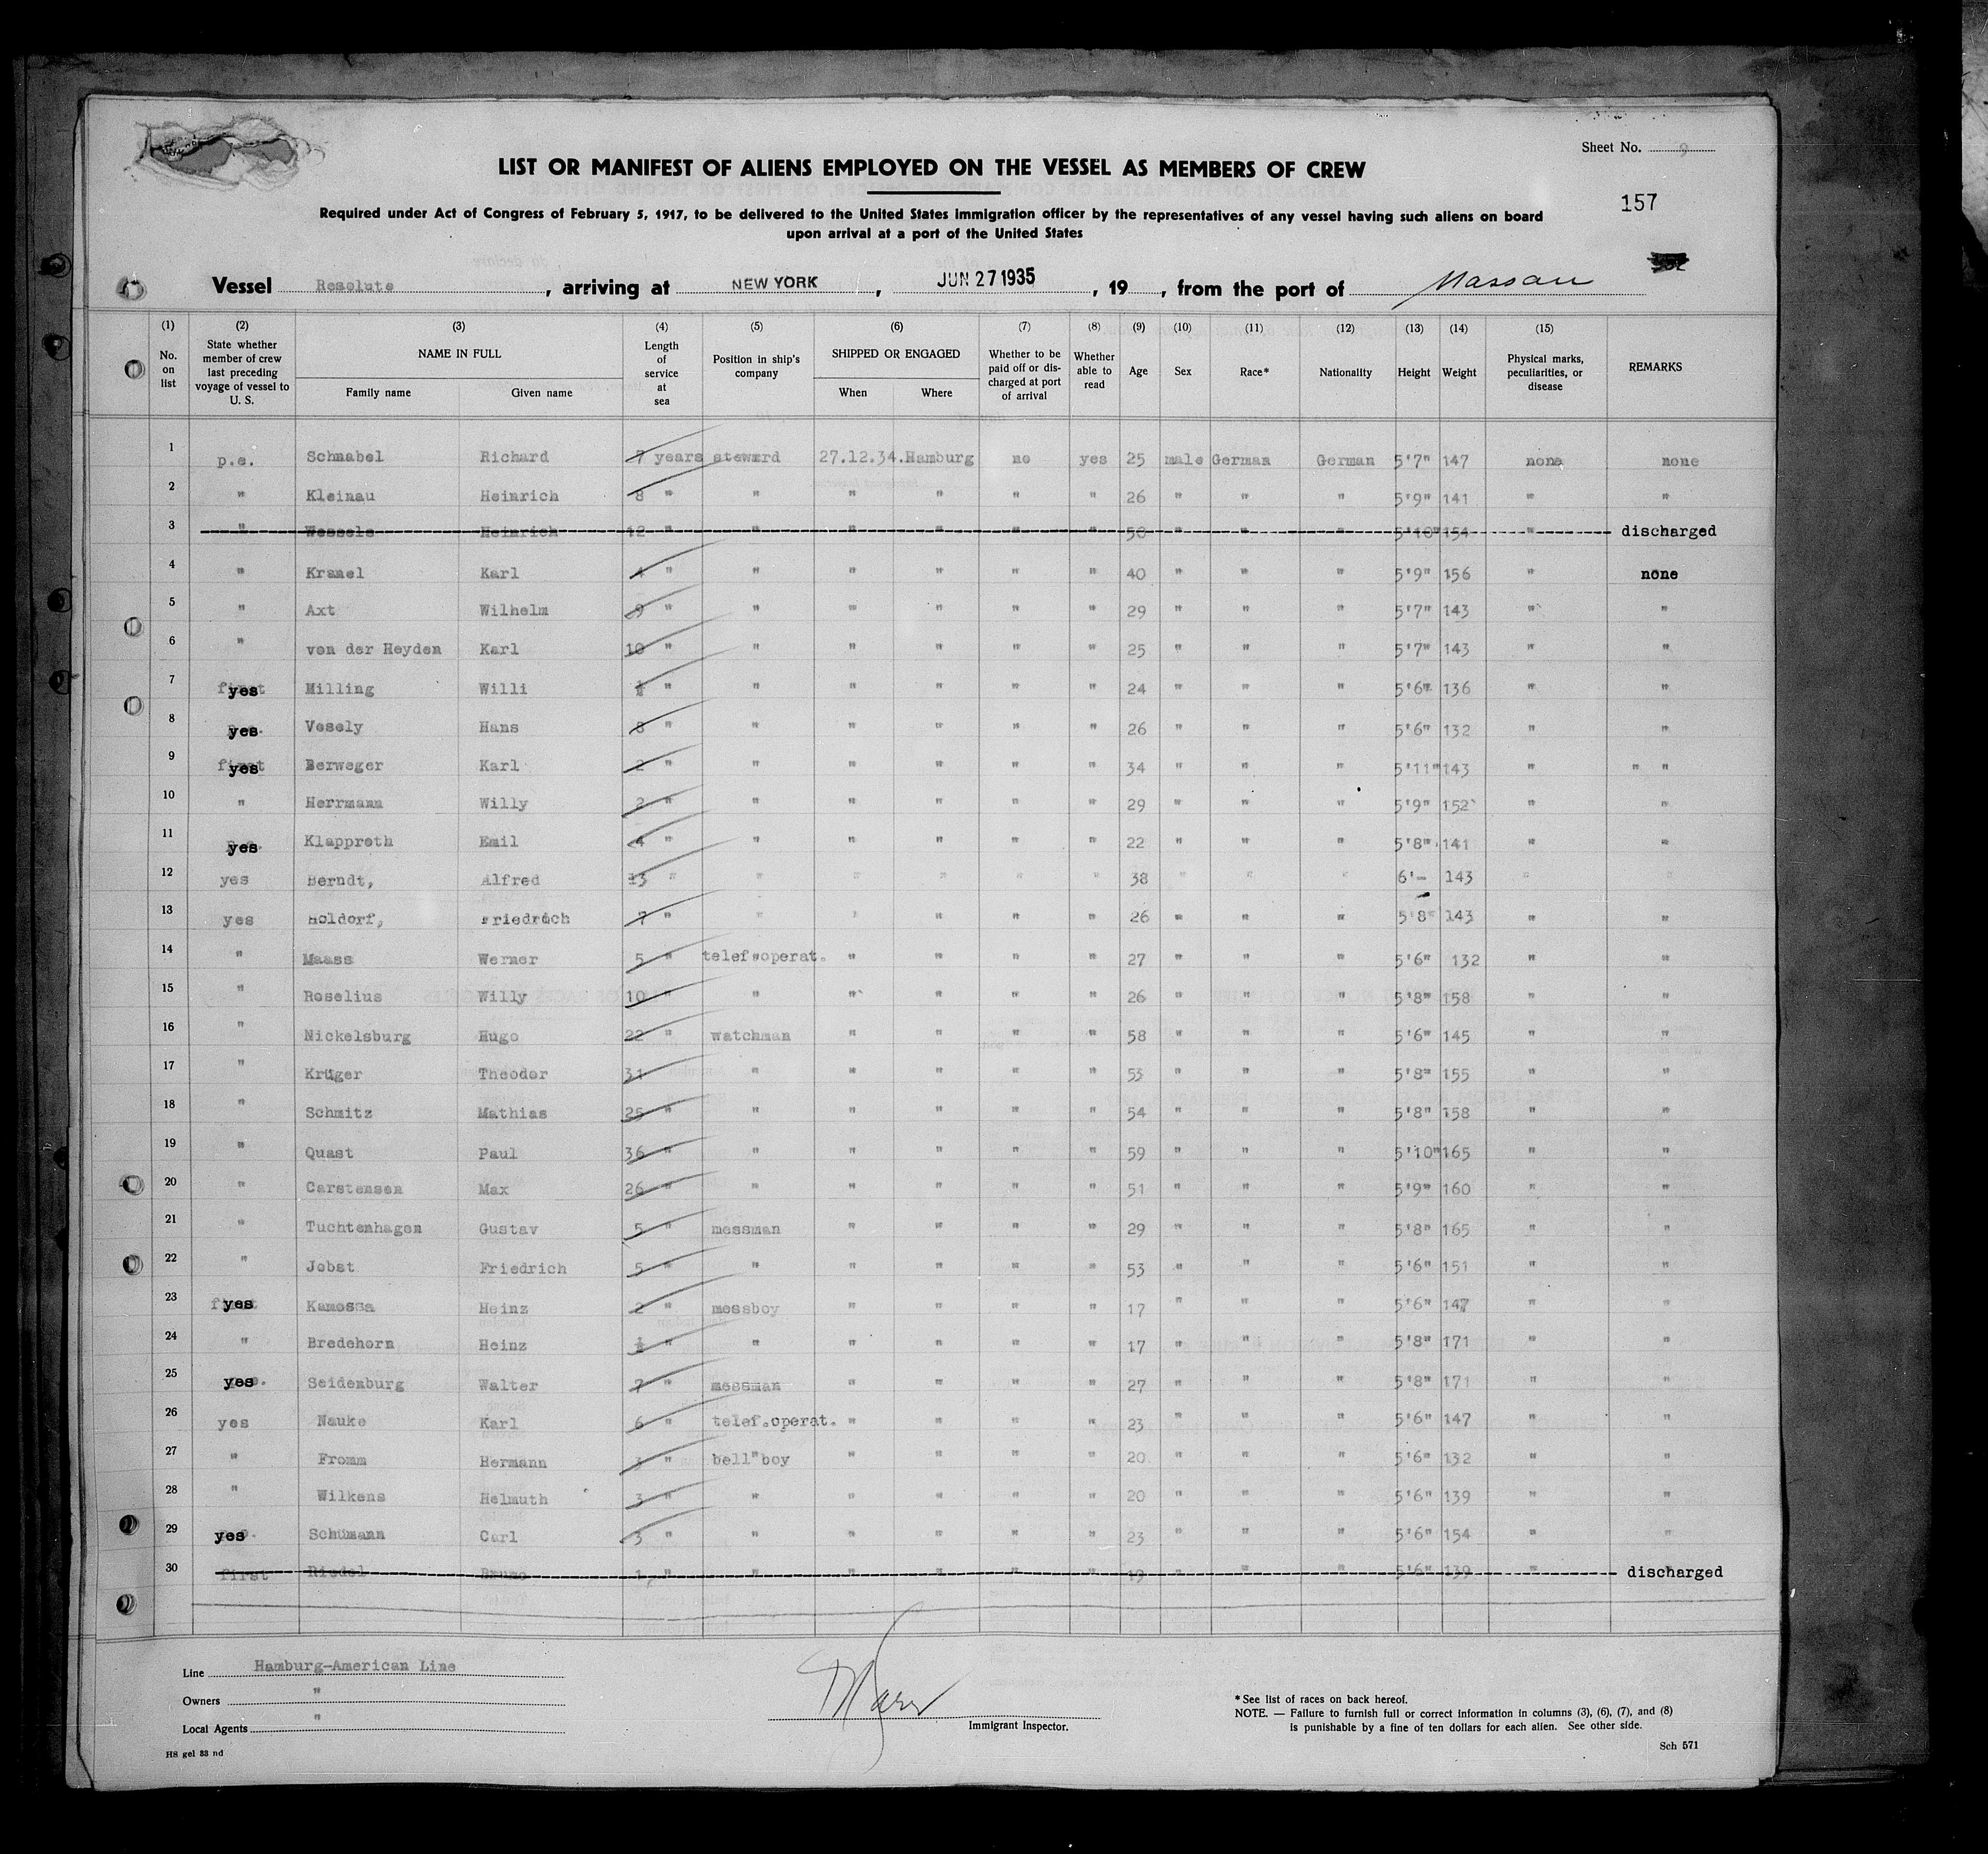 Sheet No. 9
LIST OR MANIFEST OF ALIENS EMPLOYED ON THE VESSEL AS MEMBERS OF CREW
157
Required under Act of Congress of February 5, 1917, to be delivered to the United States immigration officer by the representatives of any vessel having such aliens on board
upon arrival at a port of the United States
Vessel Resolute , arriving at NEW YORK , JUN 27 1935 , 19 , from the port of Nassau
(1) (2) (3) (4) (5) (6) (7) (8) (9) (10) (11) (12) (13) (14) (15)
No. on list State whether member of crew last preceding voyage of vessel to U. S. NAME IN FULL Family name Given name Length of service at sea Position in ship's company SHIPPED OR ENGAGED When Where Whether to be paid off or discharged at port of arrival Whether able to read Age Sex Race* Nationality Height Weight Physical marks, peculiarities, or disease REMARKS
1 p.e. Schnabel Richard 7 years steward 27.12.34. Hamburg no yes 25 male German German 5'7" 147 none none
2 " Kleinau Heinrich 8 " " " " " " 26 " " " 5'9" 141 " "
3 " Wessels Heinrich 12 " " " " " 50 " " " 5'10" 154 " discharged
4 " Kramel Karl 4 " " " " " " 40 " " " 5'9" 156 " none
5 " Axt Wilhelm 9 " " " " " " 29 " " " 5'7" 143 " "
6 " von der Heyden Karl 10 " " " " " " 25 " " " 5'7" 143 " "
7 yes Milling Willi " " " " " " 24 " " " 5'6" 136 " "
8 yes Vesely Hans 8 " " " " " " 26 " " " 5'6" 132 " "
9 first yes Berweger Karl 2 " " " " " " 34 " " " 5'11" 143 " " "
10 " Herrmann Willy 2 " " " " " " 29 " " " 5'9" 152 " "
11 yes Klapproth Emil 4 " " " " " " 22 " " " 5'8" 141 " "
12 yes Berndt, Alfred 13 " " " " " " 38 " " " 6'- 143 " "
13 yes Holdorf, Friedrich 7 " " " " " " 26 " " " 5'8" 143 " "
14 " Maass Werner 5 " telef.operat. " " " " 27 " " " 5'6" 132 " "
15 " Roselius Willy 10 " " " " " " 26 " " " 5'8" 158 " "
16 " Nickelsburg Hugo 22 " watchman " " " " 58 " " " 5'6" 145 " "
17 " Krüger Theodor 31 " " " " " 53 " " " 5'8" 155 " "
18 " Schmitz Mathias 25 " " " " " " 54 " " " 5'8" 158 " "
19 " Quast Paul 36 " " " " " " 59 " " " 5'10" 165 " "
20 " Carstensen Max 26 " " " " " " 51 " " " 5'9" 160 " "
21 " Tuchtenhagen Gustav 5 " messman " " " " 29 " " " 5'8" 165 " "
22 " Jobst Friedrich 5 " " " " " " 53 " " " 5'6" 151 " "
23 first yes Kamossa Heinz 2 " messboy " " " " 17 " " " 5'6" 147 " "
24 " Bredehorn Heinz " " " " " " 17 " " " 5'8" 171 " "
25 yes Seidenburg Walter 7 " messman " " " " 27 " " " 5'8" 171 " "
26 yes Nauke Karl 6 " telef.operat. " " " " 23 " " " 5'6" 147 " "
27 " Fromm Hermann 3 " bell boy " " " " 20 " " " 5'6" 132 " "
28 " Wilkens Helmuth 3 " " " " " " 20 " " " 5'6" 139 " "
29 yes Schümann Carl 3 " " " " " " 23 " " " 5'6" 154 " "
30 first Riedel Bruno 1 " " " " " " 19 " " " 5'6" 139 " discharged
Line Hamburg-American Line
Owners "
Local Agents "
HS gel 33 nd
Immigrant Inspector.
* See list of races on back hereof.
NOTE. — Failure to furnish full or correct information in columns (3), (6), (7), and (8)
is punishable by a fine of ten dollars for each alien. See other side.
Sch 571